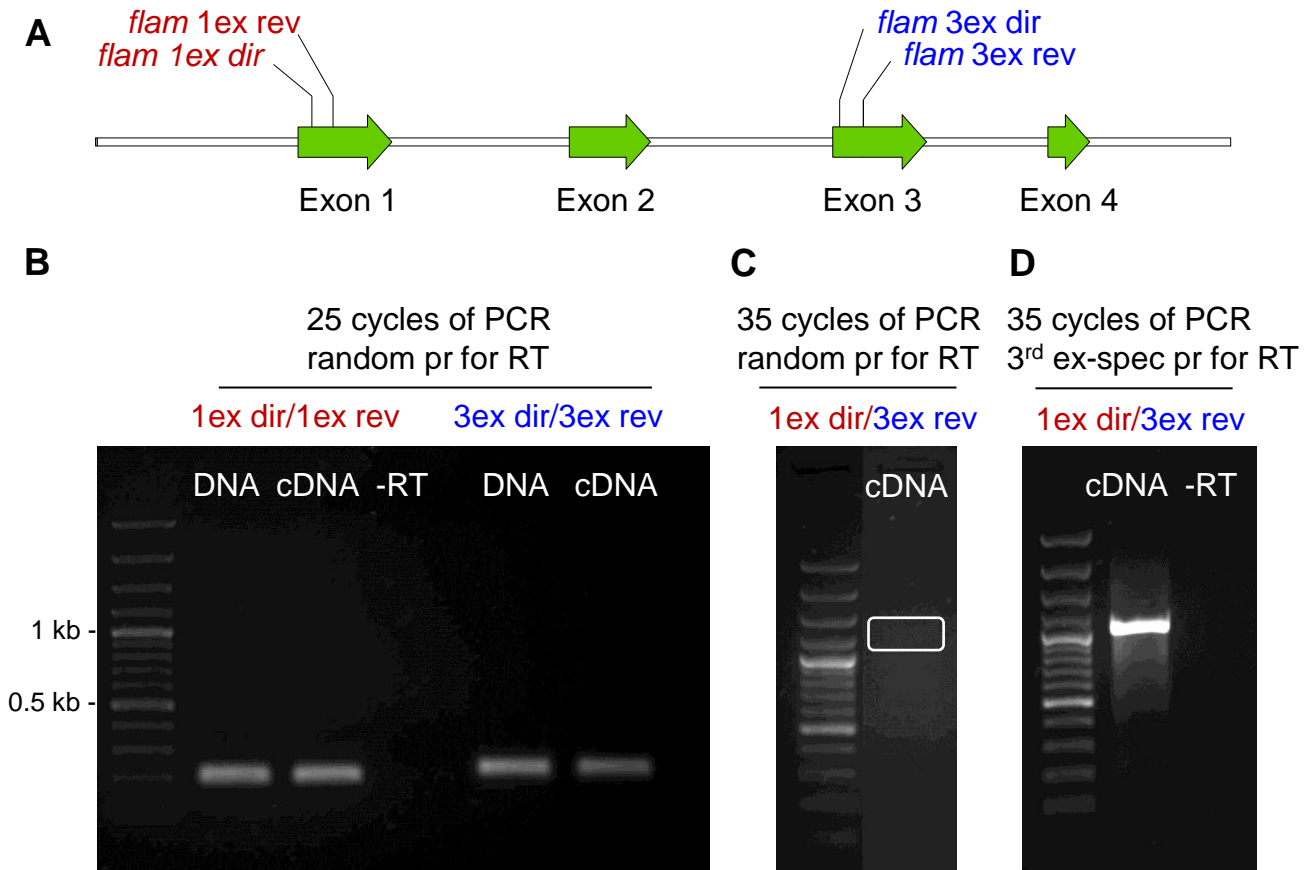 A
flam 1ex rev
flam 1ex dir
flam 3ex dir
flam 3ex rev
Exon 1
Exon 2
Exon 3
Exon 4
B
25 cycles of PCR
random pr for RT
1ex dir/1ex rev
3ex dir/3ex rev
DNA cDNA -RT DNA cDNA
1 kb -
0.5 kb -
C
35 cycles of PCR
random pr for RT
1ex dir/3ex rev
cDNA
D
35 cycles of PCR
3rd ex-spec pr for RT
1ex dir/3ex rev
cDNA -RT